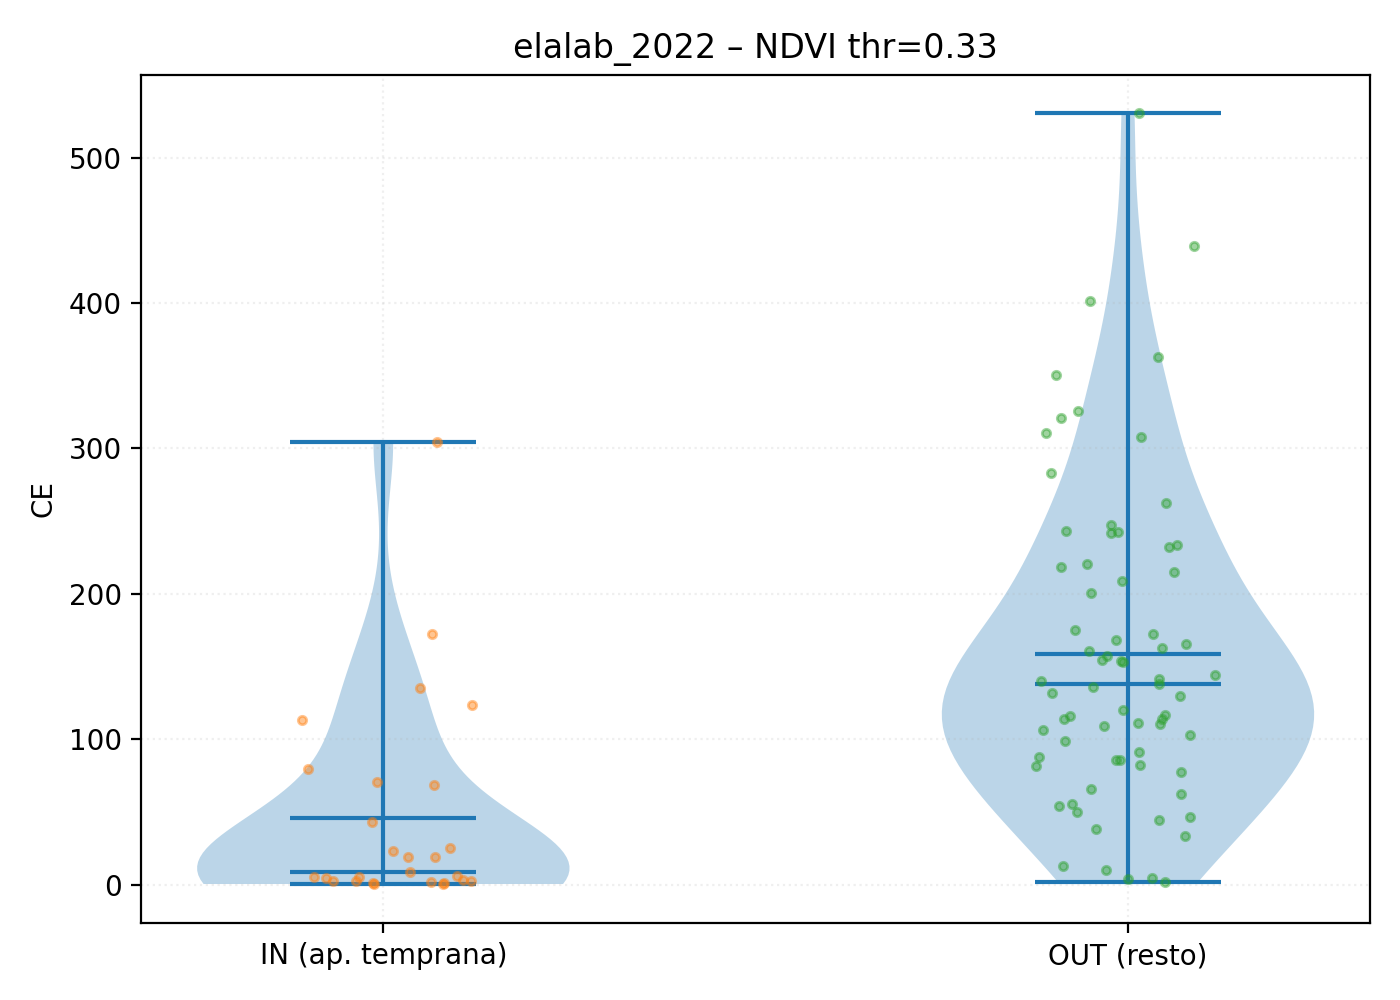 elalab_2022 – NDVI thr=0.33
CE
500
400
300
200
100
0
IN (ap. temprana)
OUT (resto)